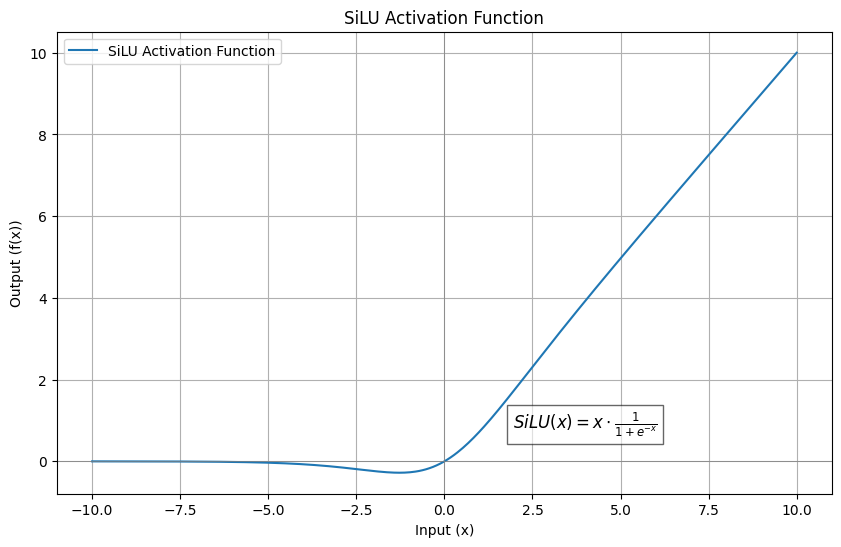 SiLU Activation Function
SiLU Activation Function
10
8
6
4
2
0
Output (f(x))
SiLU(x) = x · 1/(1 + e^{-x})
−10.0 −7.5 −5.0 −2.5 0.0 2.5 5.0 7.5 10.0
Input (x)